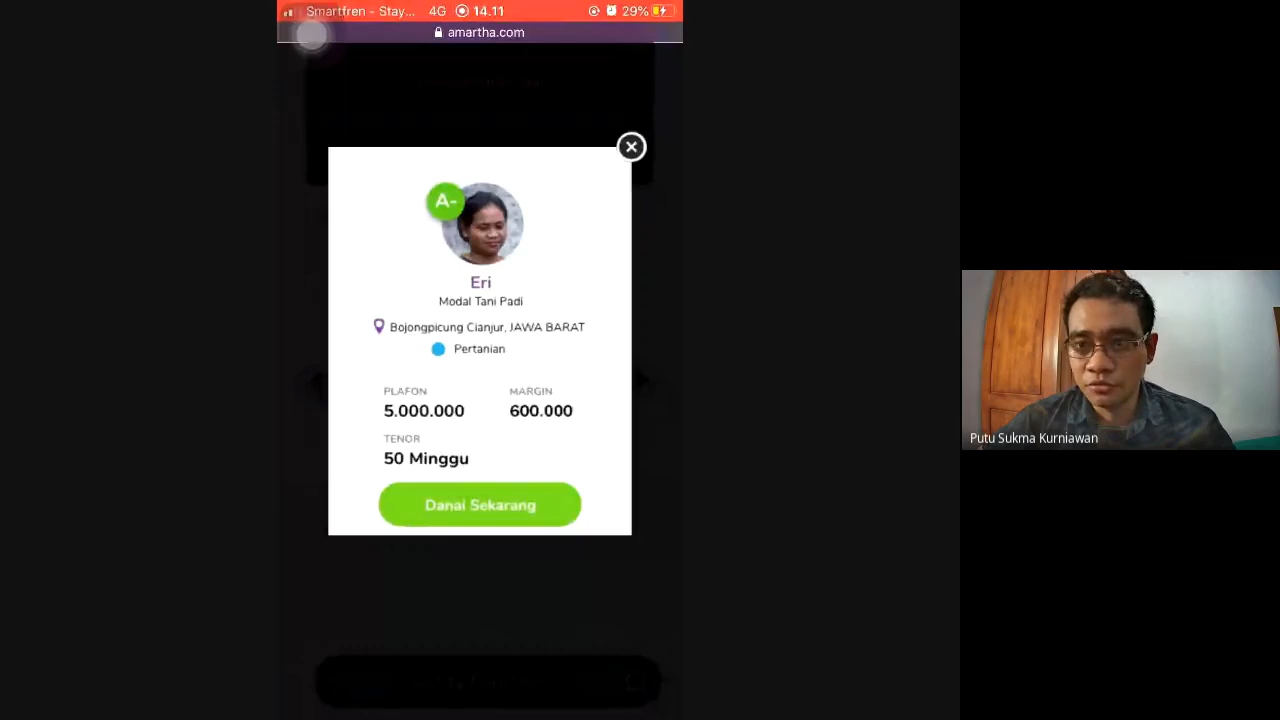 Smartfren - Stay... 4G 14.11 29%
amartha.com
A-
Eri
Modal Tani Padi
Bojongpicung Cianjur, JAWA BARAT
Pertanian
PLAFON MARGIN
5.000.000 600.000
TENOR
50 Minggu
Danai Sekarang
Putu Sukma Kurniawan